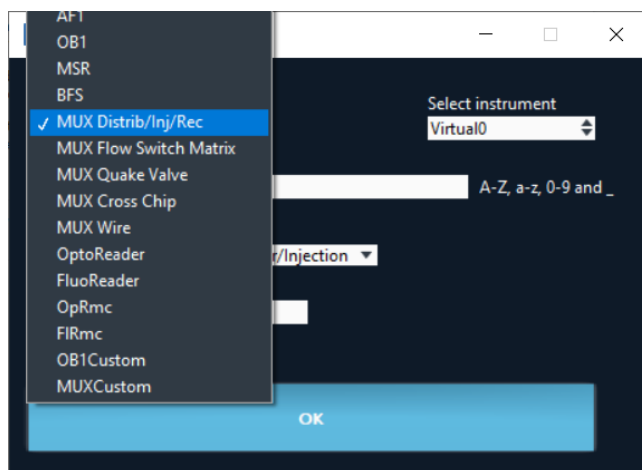 AF1
OB1
MSR
BFS
✓ MUX Distrib/Inj/Rec
MUX Flow Switch Matrix
MUX Quake Valve
MUX Cross Chip
MUX Wire
OptoReader
FluoReader
OpRmc
FlRmc
OB1Custom
MUXCustom
Select instrument
Virtual0
A-Z, a-z, 0-9 and _
r/Injection
OK